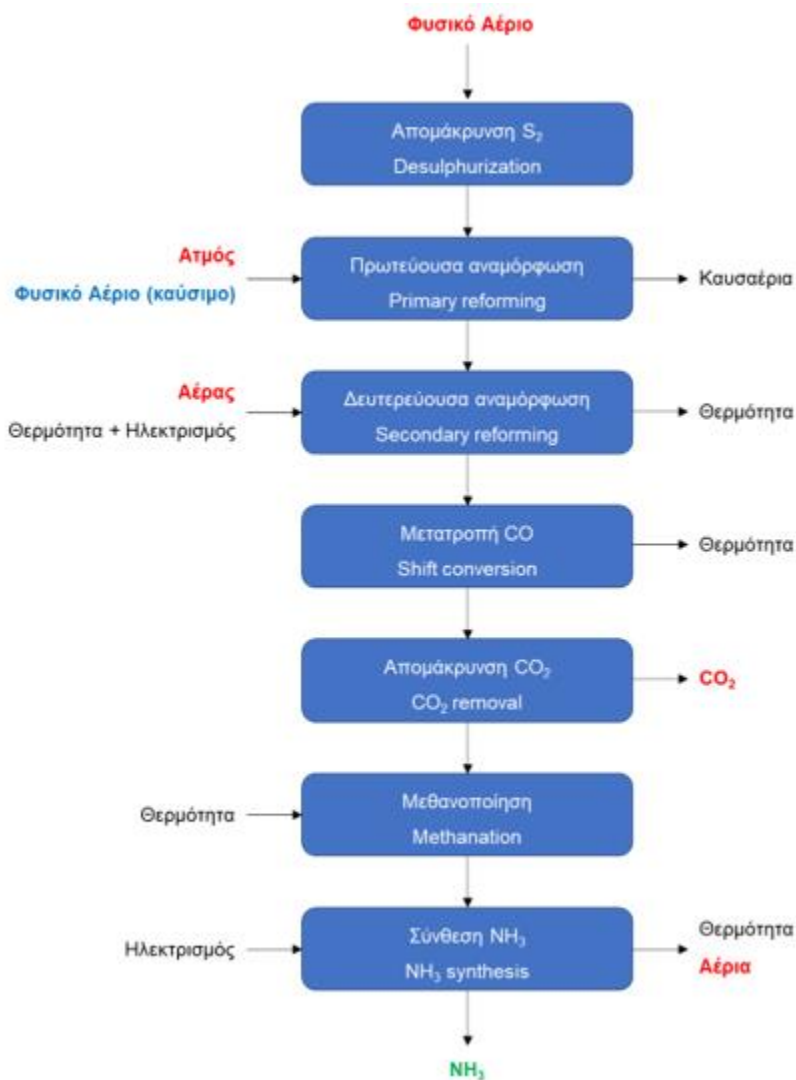 Φυσικό Αέριο
Απομάκρυνση S₂
Desulphurization
Ατμός
Φυσικό Αέριο (καύσιμο)
Πρωτεύουσα αναμόρφωση
Primary reforming
Καυσαέρια
Αέρας
Θερμότητα + Ηλεκτρισμός
Δευτερεύουσα αναμόρφωση
Secondary reforming
Θερμότητα
Μετατροπή CO
Shift conversion
Θερμότητα
Απομάκρυνση CO₂
CO₂ removal
CO₂
Θερμότητα
Μεθανοποίηση
Methanation
Ηλεκτρισμός
Σύνθεση NH₃
NH₃ synthesis
Θερμότητα
Αέρια
NH₃